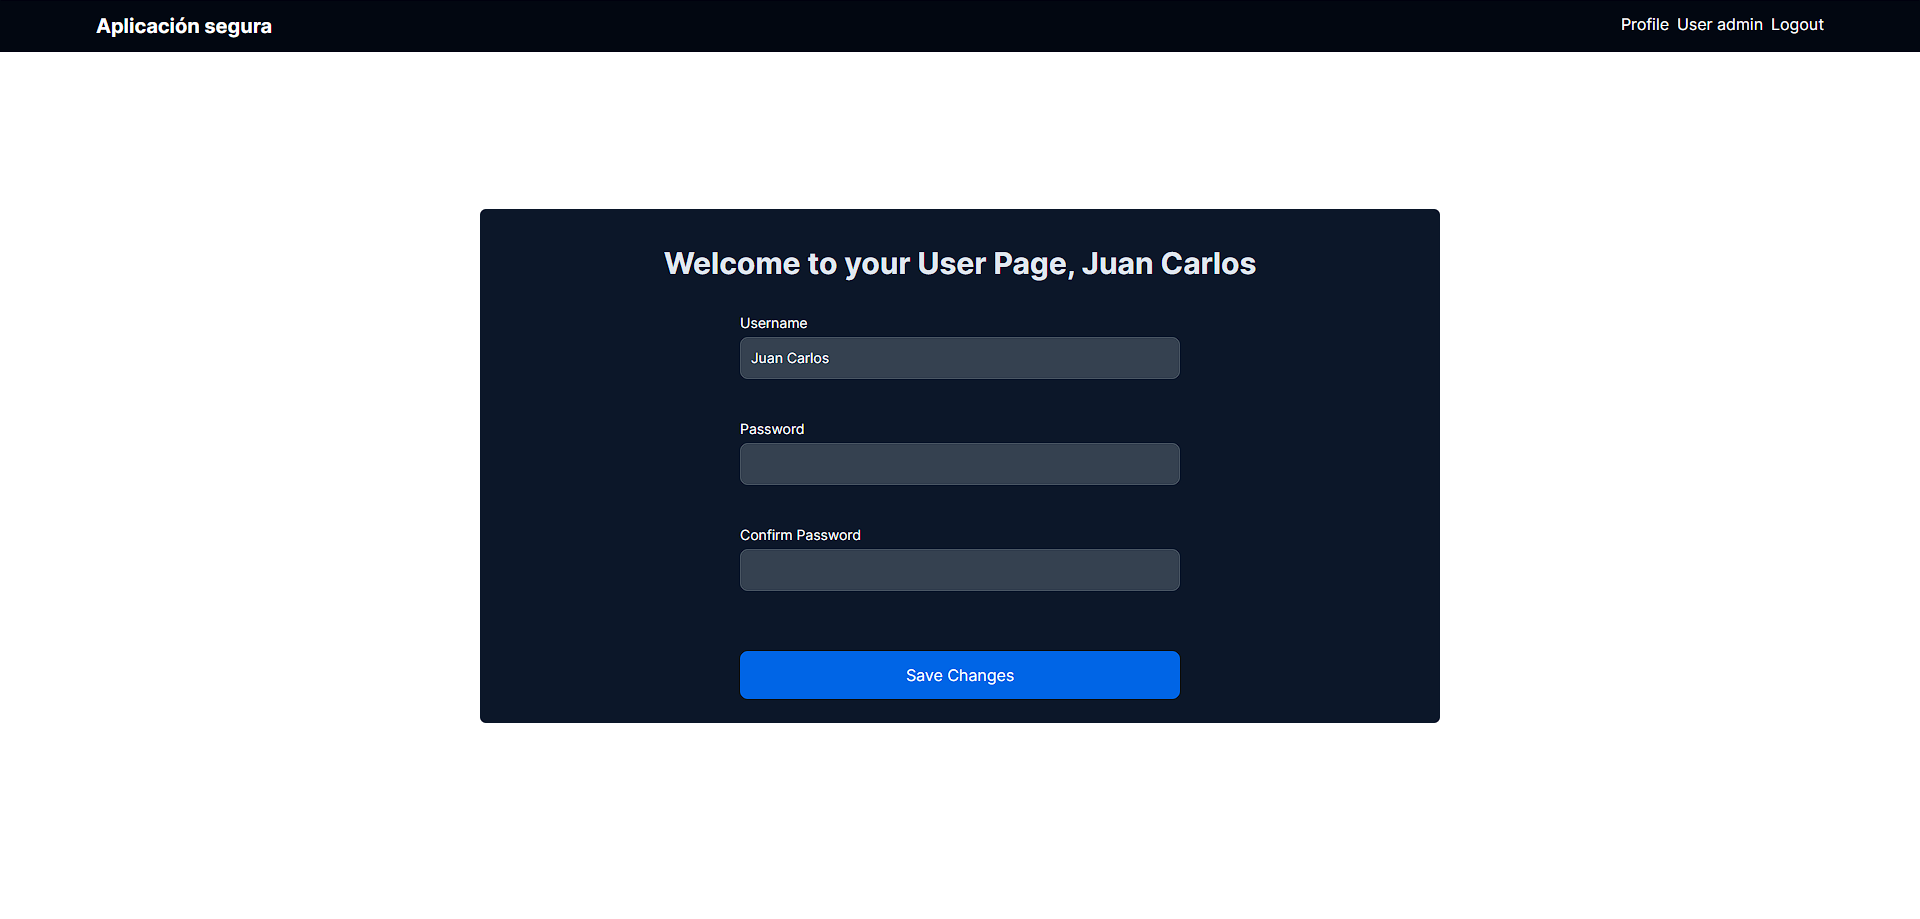 Aplicación segura
Profile User admin Logout
Welcome to your User Page, Juan Carlos
Username
Juan Carlos
Password
Confirm Password
Save Changes